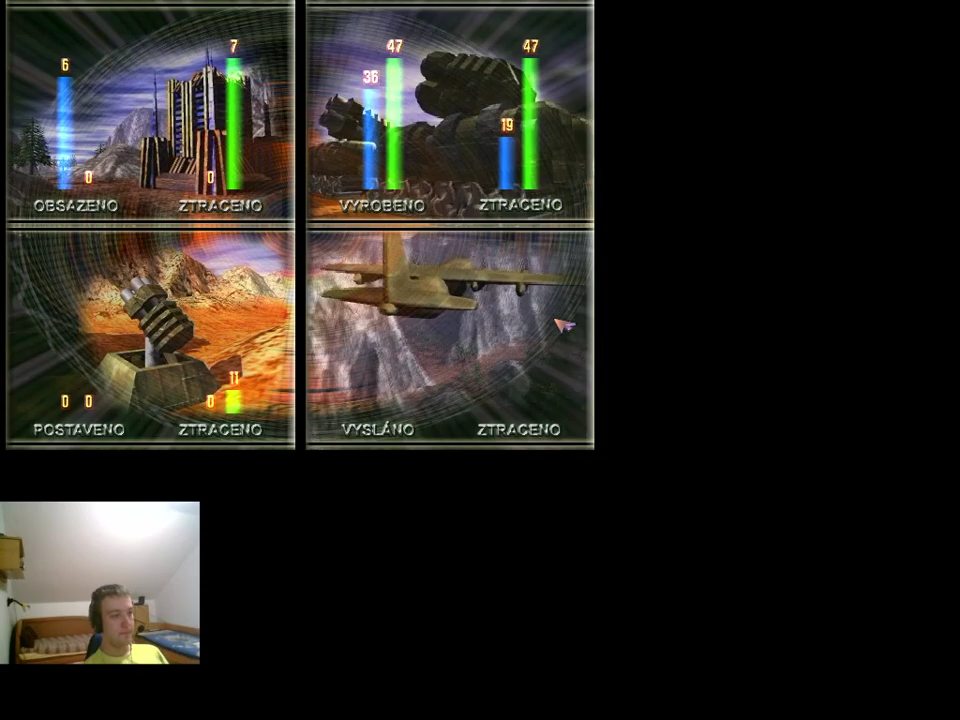 7
6
0 0
OBSAZENO ZTRACENO
47 47
36
19
VYROBENO ZTRACENO
11
0 0 0
POSTAVENO ZTRACENO
VYSLÁNO ZTRACENO